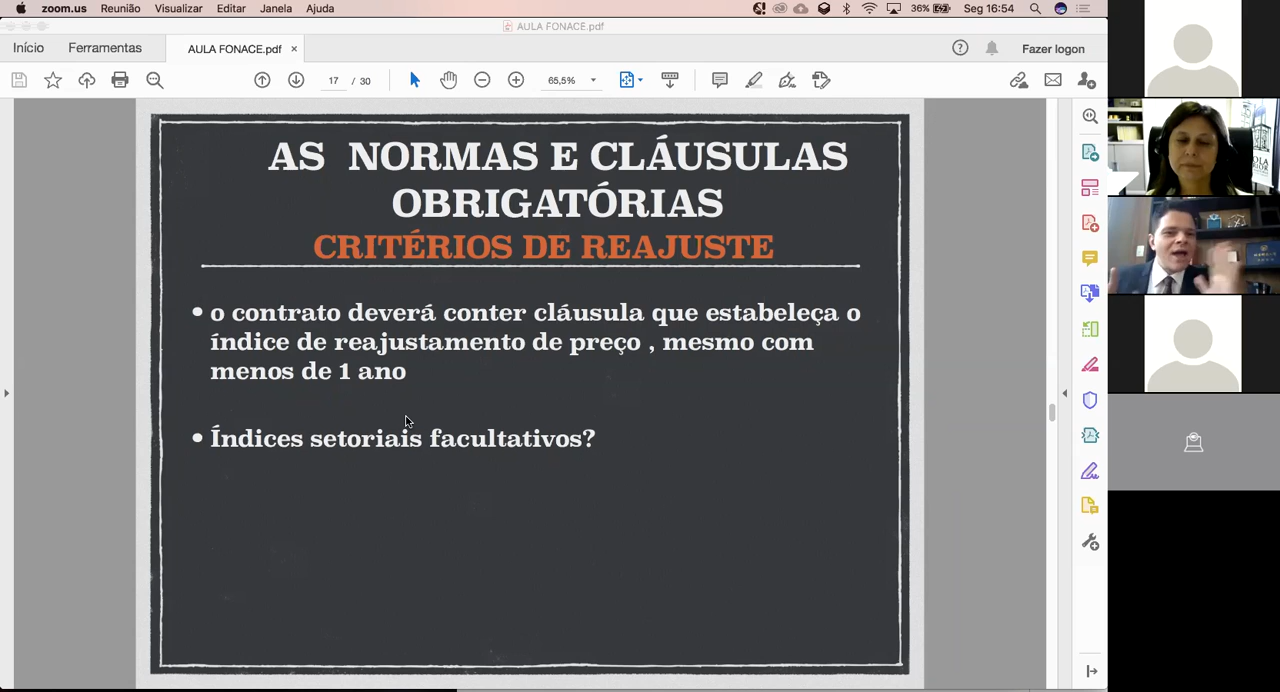 zoom.us Reunião Visualizar Editar Janela Ajuda 36% Seg 16:54
AULA FONACE.pdf
Início Ferramentas AULA FONACE.pdf × Fazer logon
17 / 30 65,5%
AS NORMAS E CLÁUSULAS
OBRIGATÓRIAS
CRITÉRIOS DE REAJUSTE
• o contrato deverá conter cláusula que estabeleça o
índice de reajustamento de preço , mesmo com
menos de 1 ano
• Índices setoriais facultativos?